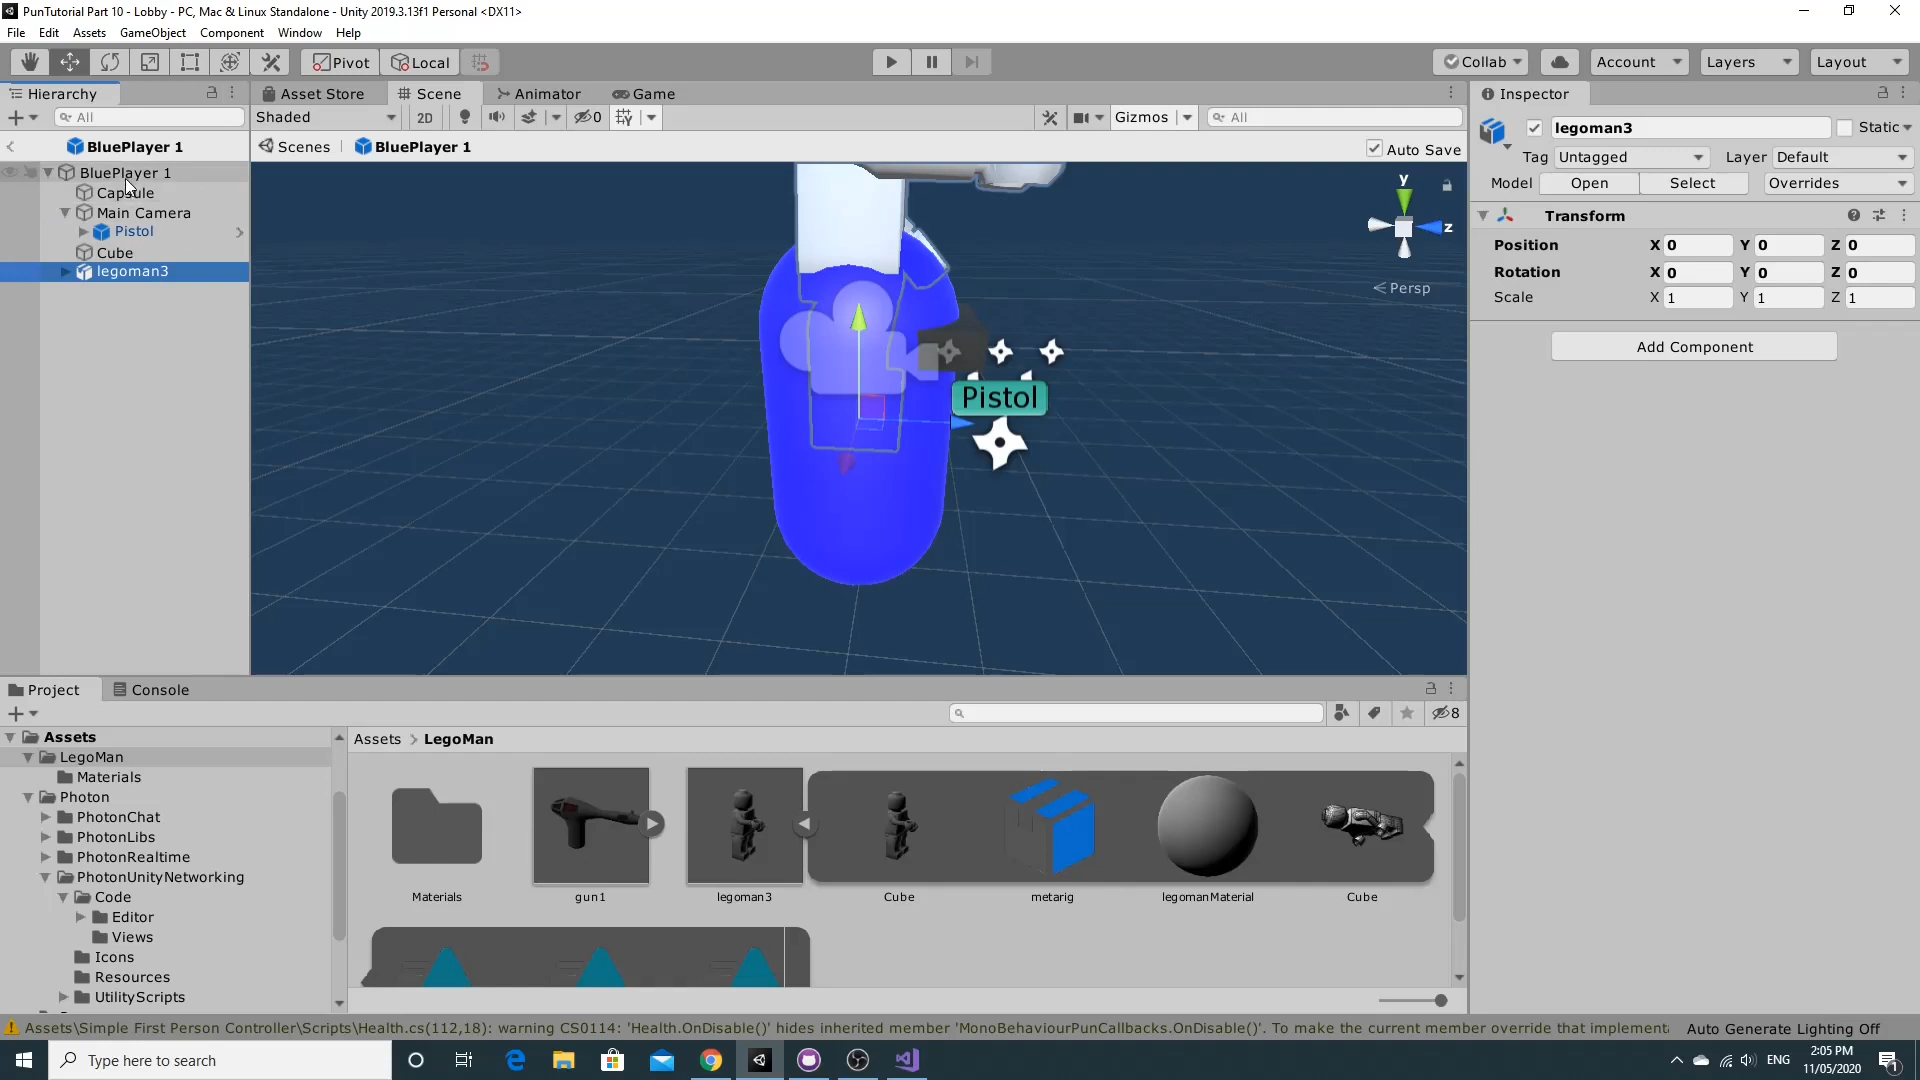 PunTutorial Part 10 - Lobby - PC, Mac & Linux Standalone - Unity 2019.3.13f1 Personal <DX11>
File Edit Assets GameObject Component Window Help
Pivot Local Collab Account Layers Layout
Hierarchy Asset Store Scene Animator Game Inspector
All Shaded 2D 0 Gizmos All legoman3 Static
BluePlayer 1 Scenes BluePlayer 1 Auto Save Tag Untagged Layer Default
BluePlayer 1 y Model Open Select Overrides
Capsule
Main Camera Transform
Pistol z
Cube Position X 0 Y 0 Z 0
legoman3 Rotation X 0 Y 0 Z 0
Persp Scale X 1 Y 1 Z 1
Add Component
Pistol
Project Console
8
Assets Assets > LegoMan
LegoMan
Materials
Photon
PhotonChat
PhotonLibs
PhotonRealtime
PhotonUnityNetworking
Code Materials gun1 legoman3 Cube metarig legomanMaterial Cube
Editor
Views
Icons
Resources
UtilityScripts
Assets\Simple First Person Controller\Scripts\Health.cs(112,18): warning CS0114: 'Health.OnDisable()' hides inherited member 'MonoBehaviourPunCallbacks.OnDisable()'. To make the current member override that implementa Auto Generate Lighting Off
Type here to search ENG 2:05 PM
11/05/2020 1